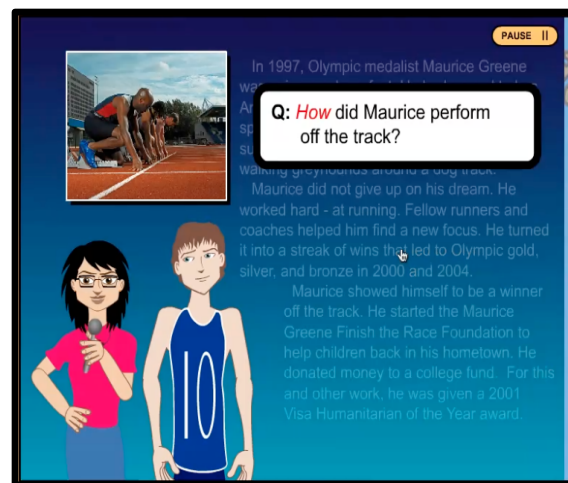 PAUSE
In 1997, Olympic medalist Maurice Greene
Q: How did Maurice perform
off the track?
walking greyhounds around a dog track.
Maurice did not give up on his dream. He
worked hard - at running. Fellow runners and
coaches helped him find a new focus. He turned
it into a streak of wins that led to Olympic gold,
silver, and bronze in 2000 and 2004.
Maurice showed himself to be a winner
off the track. He started the Maurice
Greene Finish the Race Foundation to
help children back in his hometown. He
donated money to a college fund. For this
and other work, he was given a 2001
Visa Humanitarian of the Year award.
10